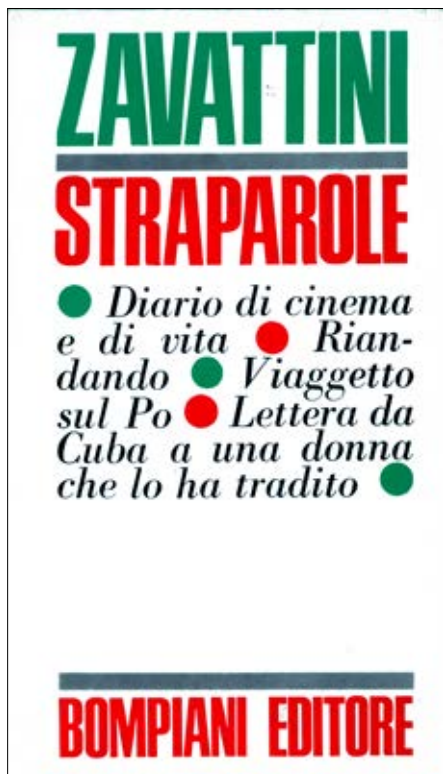 ZAVATTINI
STRAPAROLE
● Diario di cinema
e di vita ● Rian-
dando ● Viaggetto
sul Po ● Lettera da
Cuba a una donna
che lo ha tradito ●
BOMPIANI EDITORE